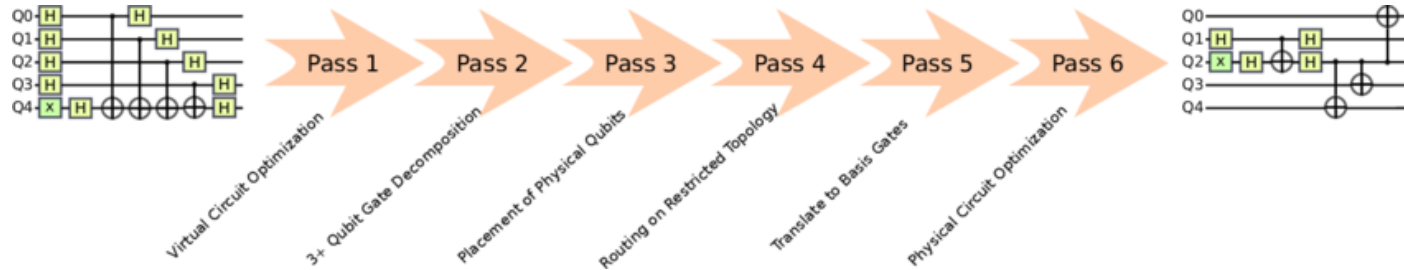 Q0 H H
Q1 H H
Q2 H H
Q3 H H
Q4 X H H
Pass 1
Pass 2
Pass 3
Pass 4
Pass 5
Pass 6
Virtual Circuit Optimization
3+ Qubit Gate Decomposition
Placement of Physical Qubits
Routing on Restricted Topology
Translate to Basis Gates
Physical Circuit Optimization
Q0
Q1 H H
Q2 X H H
Q3
Q4